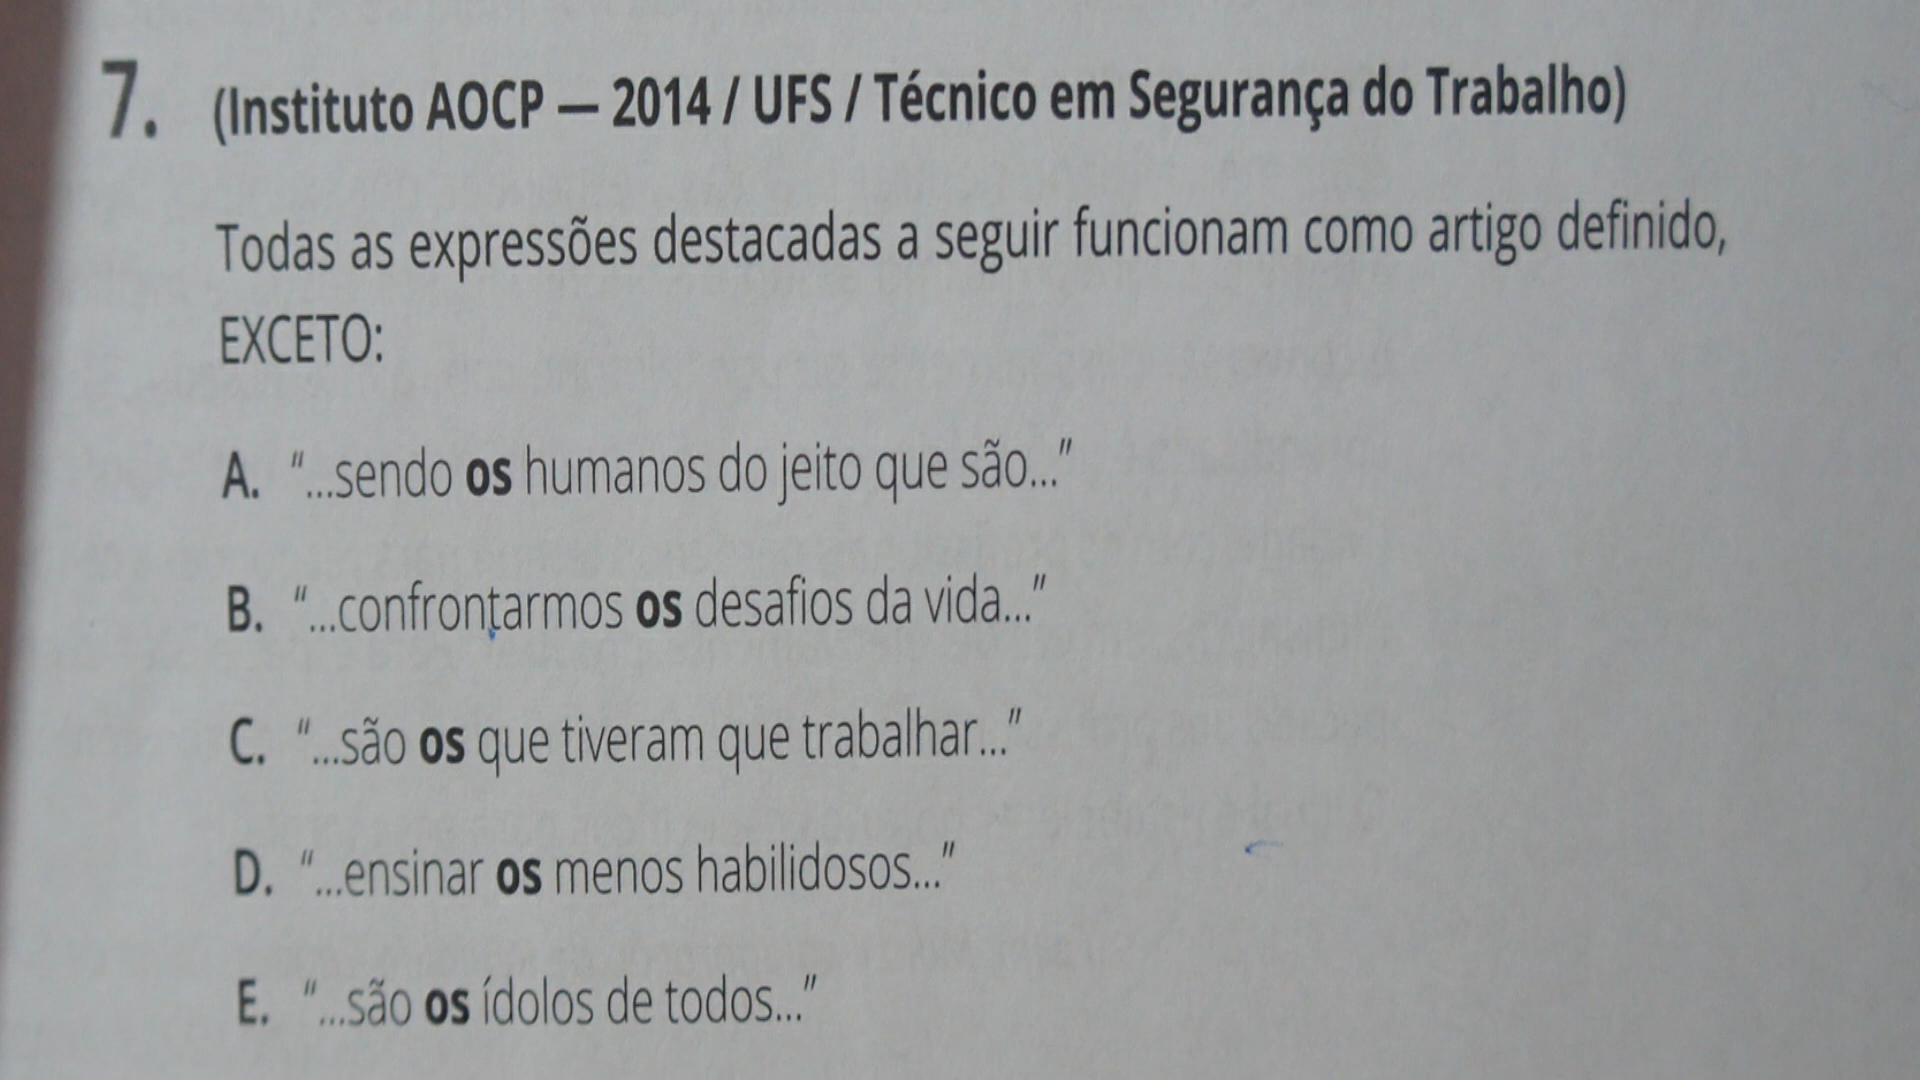 7. (Instituto AOCP — 2014 / UFS / Técnico em Segurança do Trabalho)
Todas as expressões destacadas a seguir funcionam como artigo definido,
EXCETO:
A. “...sendo os humanos do jeito que são...”
B. “...confrontarmos os desafios da vida...”
C. “...são os que tiveram que trabalhar...”
D. “...ensinar os menos habilidosos...”
E. “...são os ídolos de todos...”